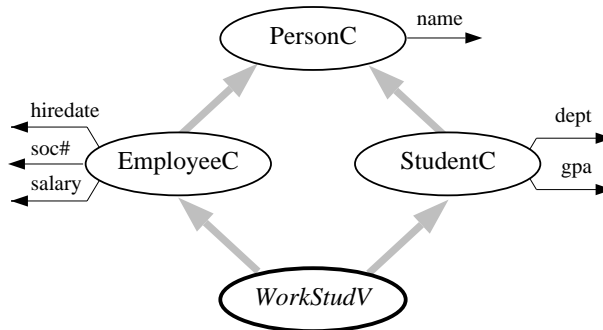 PersonC
name
hiredate
soc#
salary
EmployeeC
StudentC
dept
gpa
WorkStudV